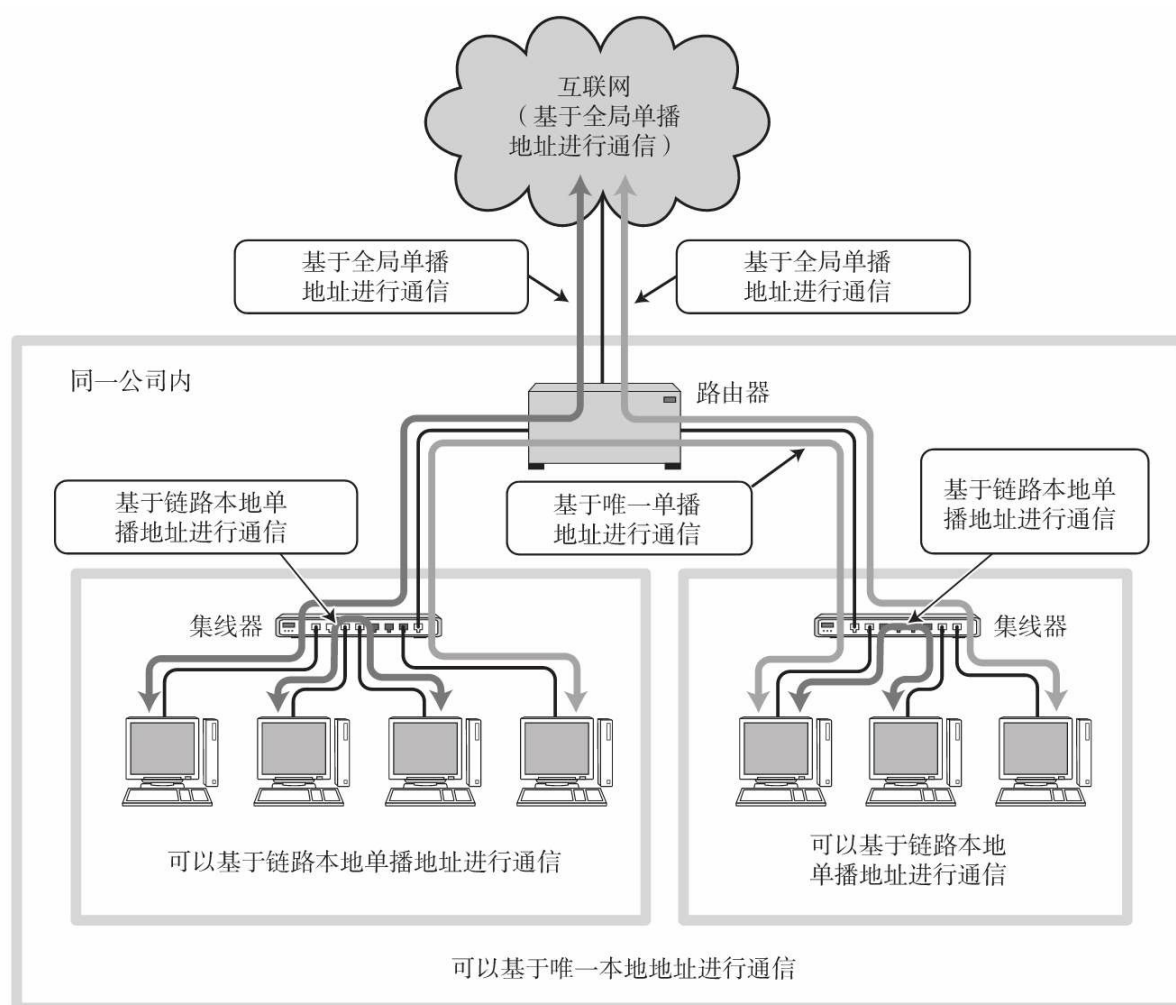 互联网
（基于全局单播
地址进行通信）
基于全局单播
地址进行通信
基于全局单播
地址进行通信
同一公司内
路由器
基于链路本地单
播地址进行通信
基于唯一单播
地址进行通信
基于链路本地单
播地址进行通信
集线器
集线器
可以基于链路本地单播地址进行通信
可以基于链路本地
单播地址进行通信
可以基于唯一本地地址进行通信